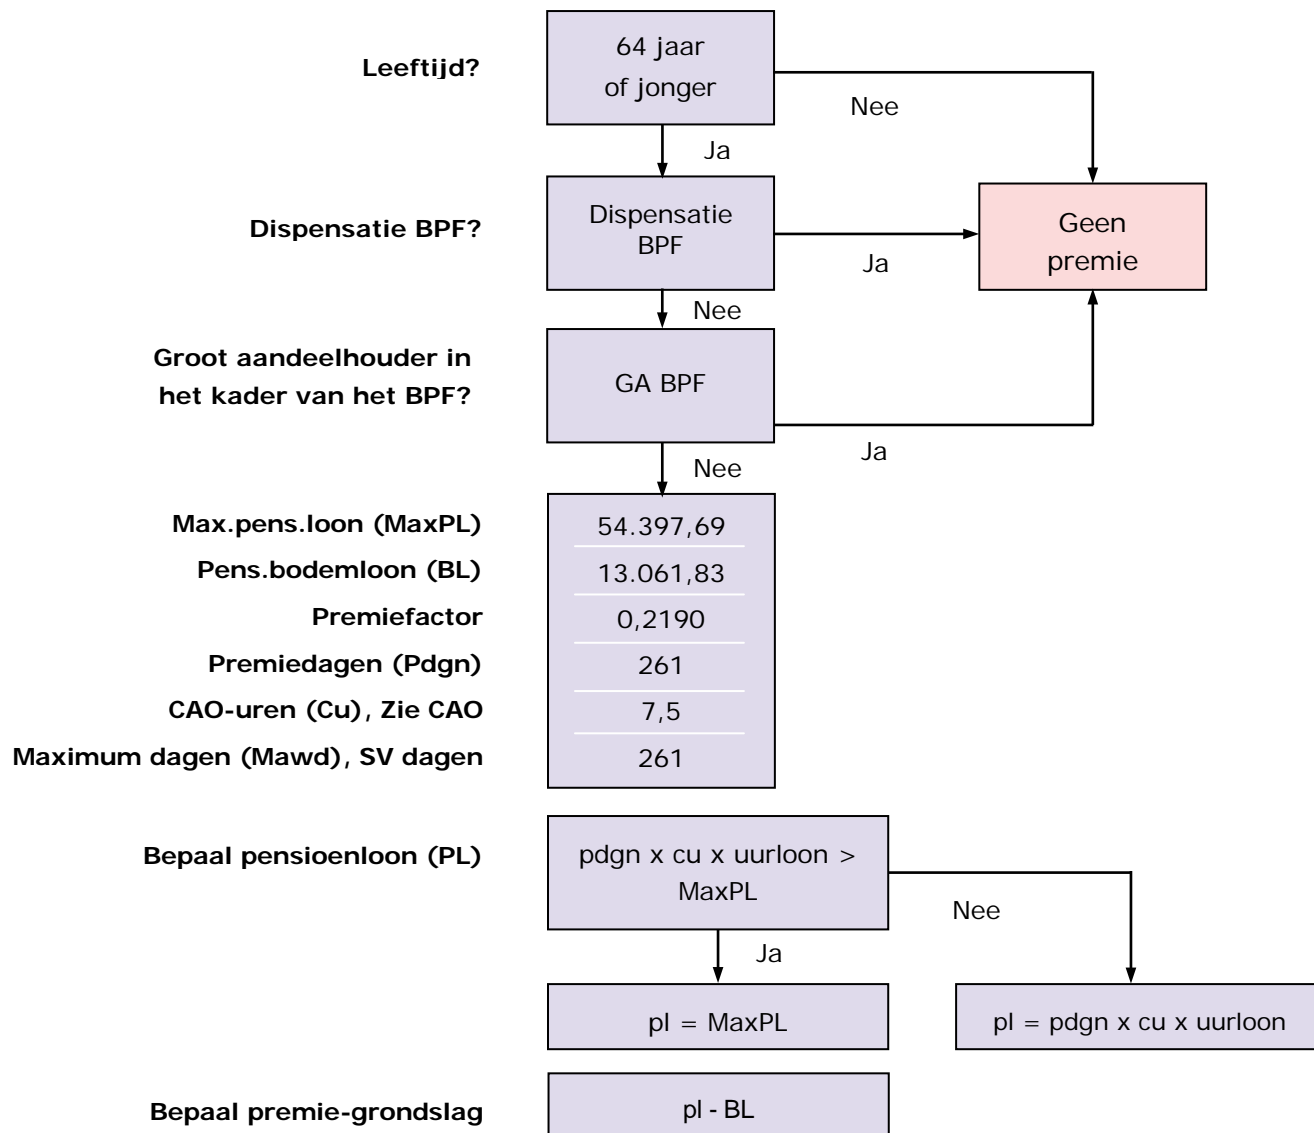 Leeftijd?
64 jaar
of jonger
Nee
Ja
Dispensatie BPF?
Dispensatie
BPF
Ja
Geen
premie
Nee
Groot aandeelhouder in
het kader van het BPF?
GA BPF
Ja
Nee
Max.pens.loon (MaxPL)
54.397,69
Pens.bodemloon (BL)
13.061,83
Premiefactor
0,2190
Premiedagen (Pdgn)
261
CAO-uren (Cu), Zie CAO
7,5
Maximum dagen (Mawd), SV dagen
261
Bepaal pensioenloon (PL)
pdgn x cu x uurloon >
MaxPL
Nee
Ja
pl = MaxPL
pl = pdgn x cu x uurloon
Bepaal premie-grondslag
pl - BL